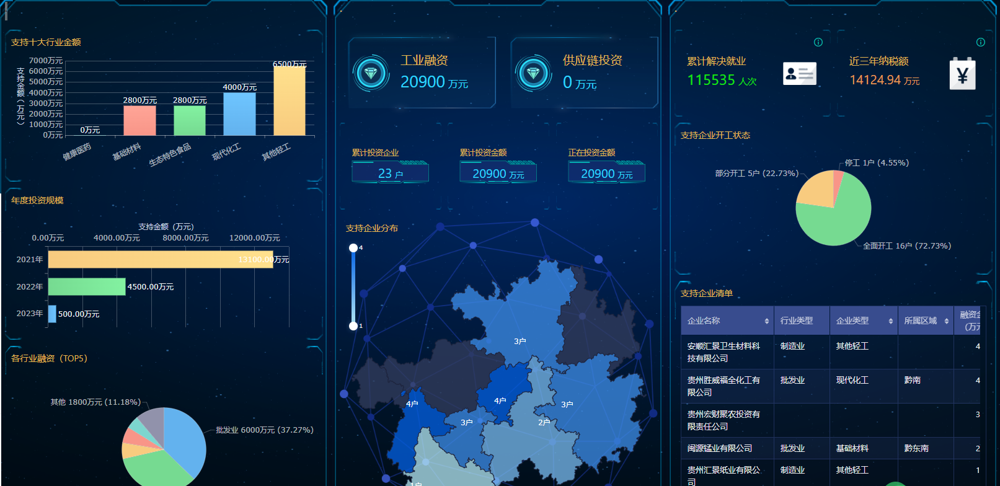 支持十大行业金额
支持金额（万元）
7000万元
6000万元
5000万元
4000万元
3000万元
2000万元
1000万元
0万元
0万元
2800万元
2800万元
4000万元
6500万元
健康医药
基础材料
生态特色食品
现代化工
其他轻工
年度投资规模
支持金额（万元）
0.00万元
4000.00万元
8000.00万元
12000.00万元
2021年
13100.00万元
2022年
4500.00万元
2023年
500.00万元
各行业融资（TOP5）
其他 1800万元 (11.18%)
批发业 6000万元 (37.27%)
工业融资
20900 万元
供应链投资
0 万元
累计投资企业
23 户
累计投资金额
20900 万元
正在投资金额
20900 万元
支持企业分布
4
1
3户
4户
4户
3户
3户
2户
1户
累计解决就业
115535 人次
近三年纳税额
14124.94 万元
¥
支持企业开工状态
停工 1户 (4.55%)
部分开工 5户 (22.73%)
全面开工 16户 (72.73%)
支持企业清单
企业名称 行业类型 企业类型 所属区域 融资金
（万元
安顺汇景卫生材料科 制造业 其他轻工 4
技有限公司
贵州胜威福全化工有 批发业 现代化工 黔南 4
限公司
贵州宏财聚农投资有 3
限责任公司
闽源锰业有限公司 批发业 基础材料 黔东南 2
贵州汇景纸业有限公 制造业 其他轻工 1
司